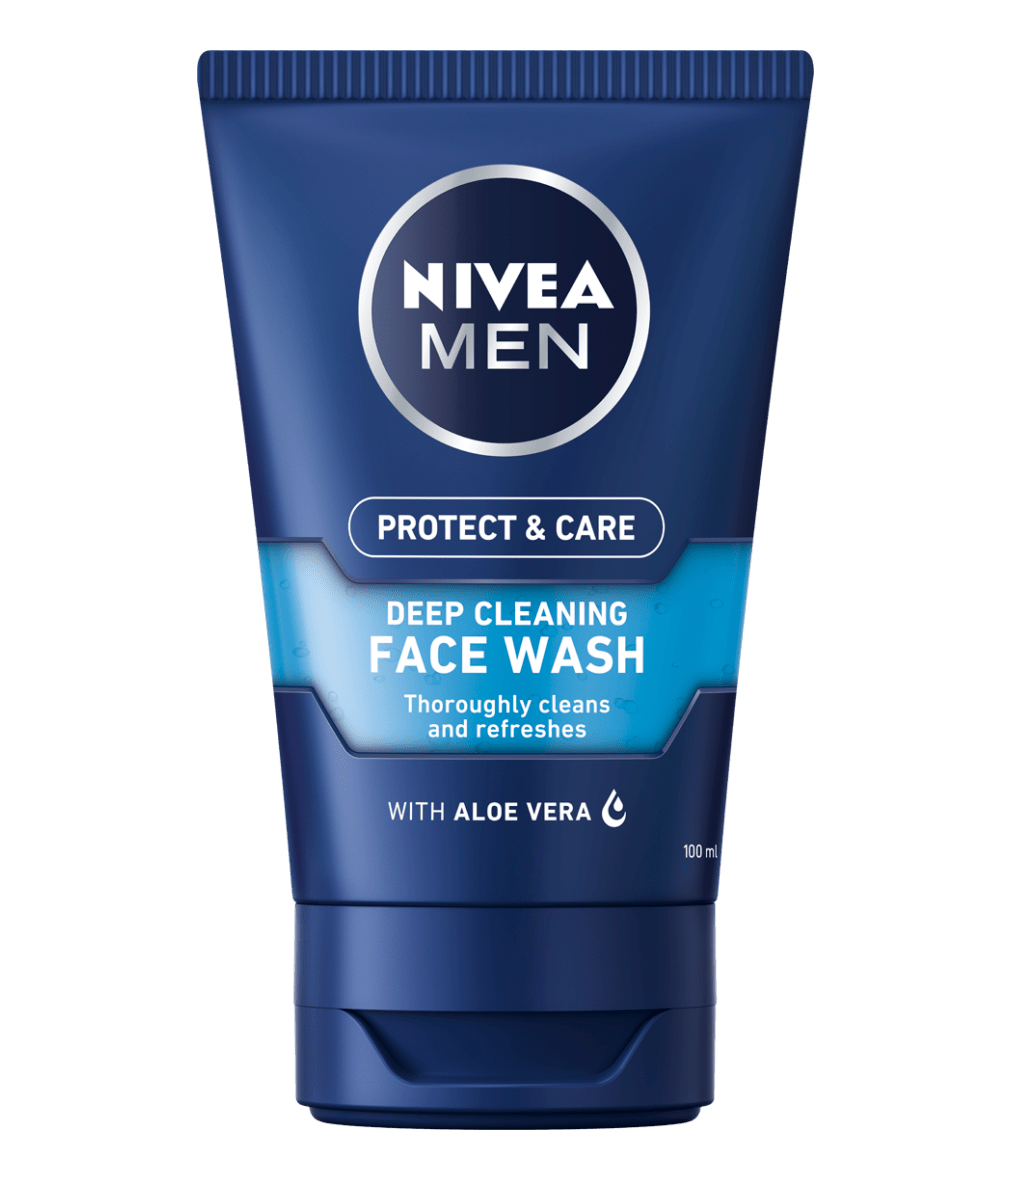 NIVEA
MEN
PROTECT & CARE
DEEP CLEANING
FACE WASH
Thoroughly cleans
and refreshes
WITH ALOE VERA
100 ml